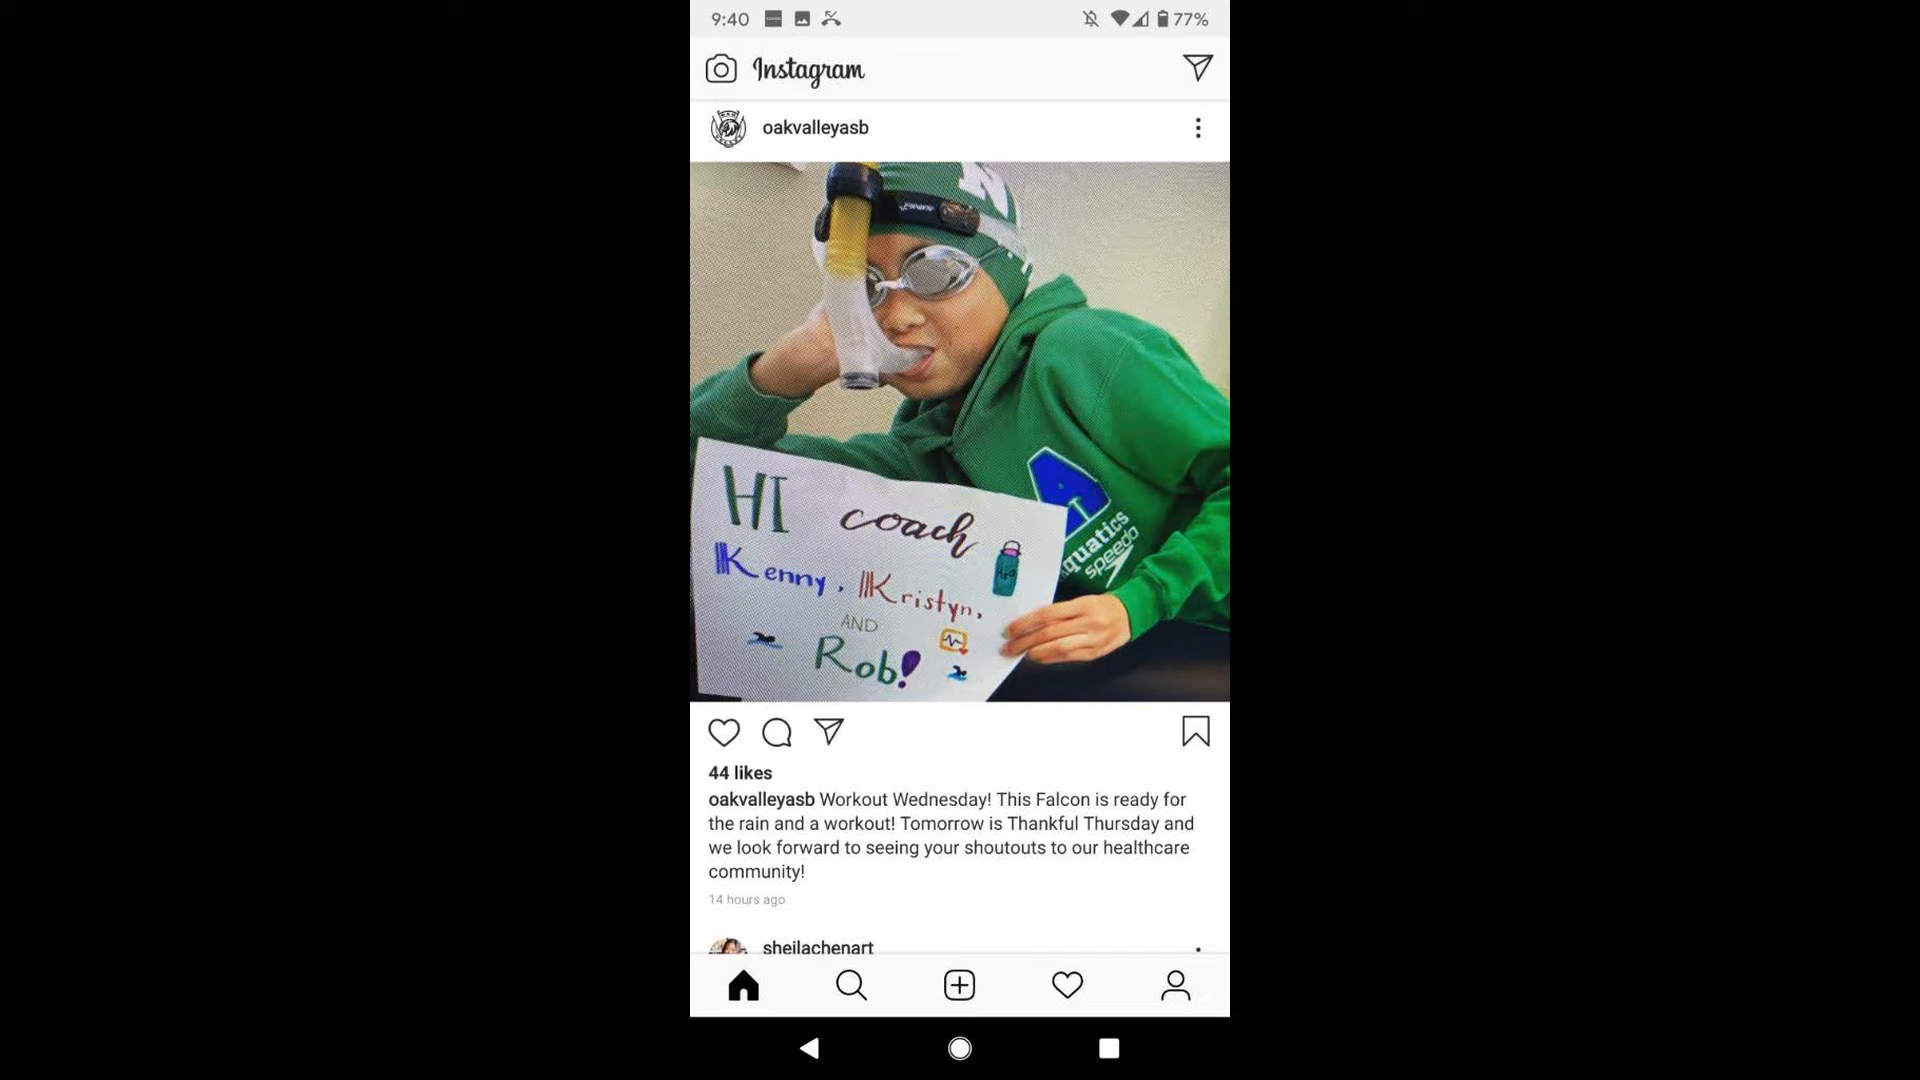 9:40
77%
Instagram
oakvalleyasb
N
FINIS
HI coach
Kenny, Kristyn,
AND
Rob!
H2O
A
quatics
speedo
44 likes
oakvalleyasb Workout Wednesday! This Falcon is ready for
the rain and a workout! Tomorrow is Thankful Thursday and
we look forward to seeing your shoutouts to our healthcare
community!
14 hours ago
sheilachenart